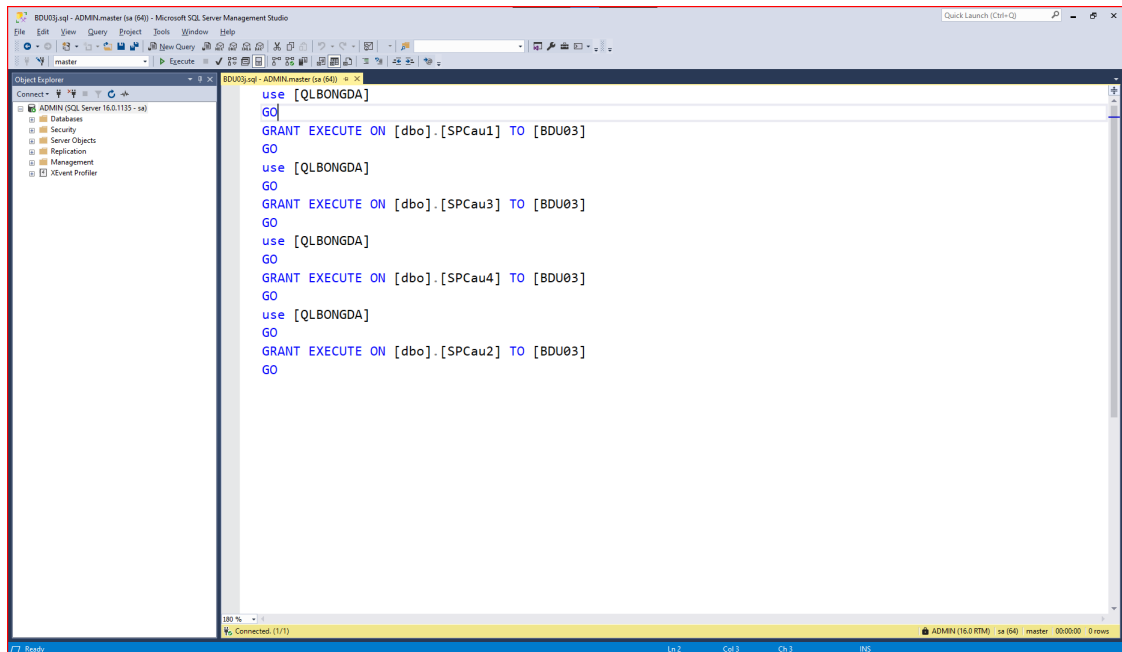 BDU03j.sql - ADMIN.master (sa (64)) - Microsoft SQL Server Management Studio
Quick Launch (Ctrl+Q)
File Edit View Query Project Tools Window Help
New Query
master
Execute
Object Explorer
BDU03j.sql - ADMIN.master (sa (64))
Connect
ADMIN (SQL Server 16.0.1135 - sa)
Databases
Security
Server Objects
Replication
Management
XEvent Profiler
use [QLBONGDA]
GO
GRANT EXECUTE ON [dbo].[SPCau1] TO [BDU03]
GO
use [QLBONGDA]
GO
GRANT EXECUTE ON [dbo].[SPCau3] TO [BDU03]
GO
use [QLBONGDA]
GO
GRANT EXECUTE ON [dbo].[SPCau4] TO [BDU03]
GO
use [QLBONGDA]
GO
GRANT EXECUTE ON [dbo].[SPCau2] TO [BDU03]
GO
180 %
Connected. (1/1)
ADMIN (16.0 RTM) sa (64) master 00:00:00 0 rows
Ready
Ln 2 Col 3 Ch 3 INS